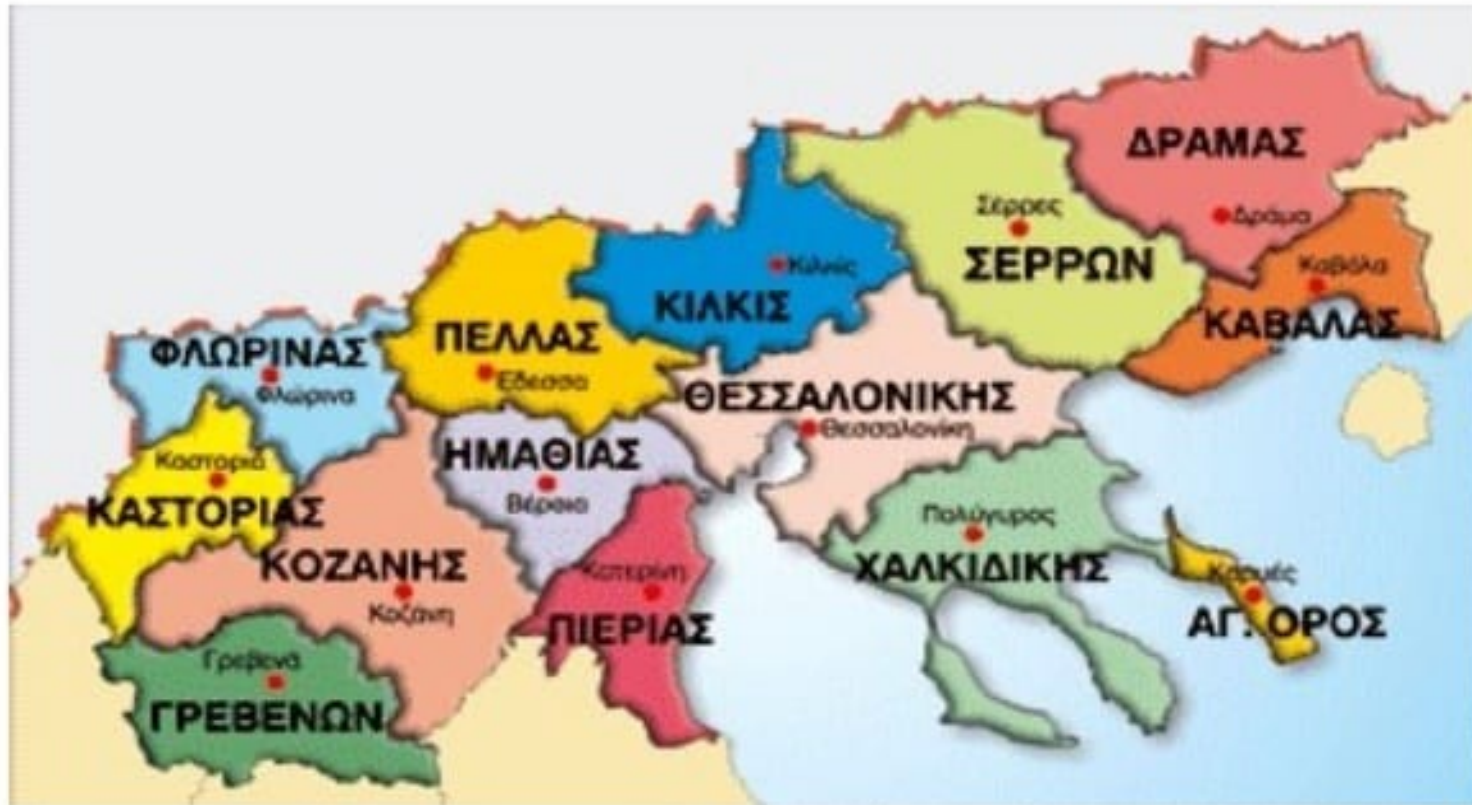 ΔΡΑΜΑΣ
Δράμα
Σέρρες
ΣΕΡΡΩΝ
Καβάλα
ΚΑΒΑΛΑΣ
Κιλκίς
ΚΙΛΚΙΣ
ΠΕΛΛΑΣ
Έδεσσα
ΦΛΩΡΙΝΑΣ
Φλώρινα
ΘΕΣΣΑΛΟΝΙΚΗΣ
Θεσσαλονίκη
ΗΜΑΘΙΑΣ
Βέροια
Καστοριά
ΚΑΣΤΟΡΙΑΣ
ΚΟΖΑΝΗΣ
Κοζάνη
Κατερίνη
ΠΙΕΡΙΑΣ
Πολύγυρος
ΧΑΛΚΙΔΙΚΗΣ
Καρυές
ΑΓ. ΟΡΟΣ
Γρεβενά
ΓΡΕΒΕΝΩΝ